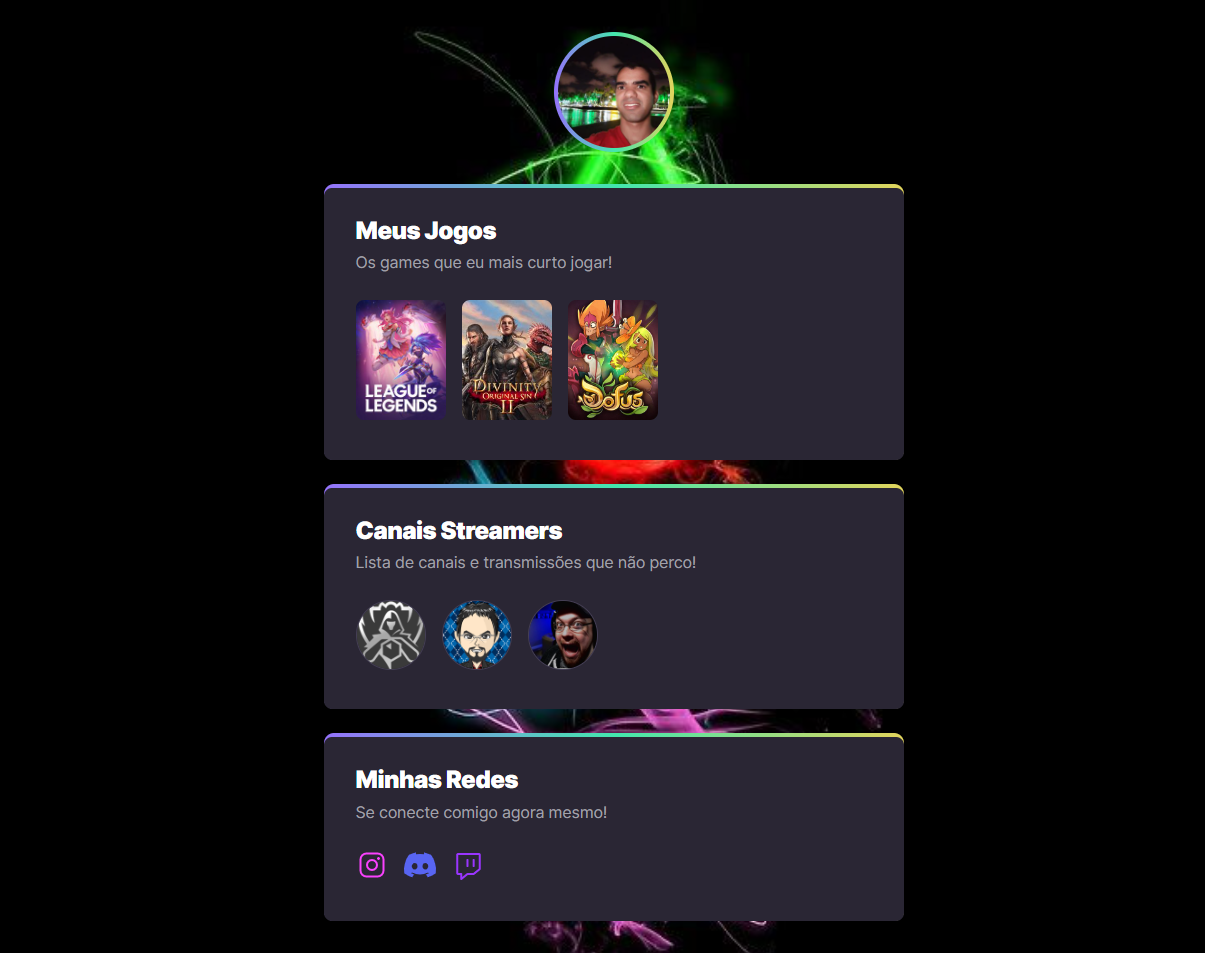 Meus Jogos
Os games que eu mais curto jogar!
LEAGUE OF
LEGENDS
DIVINITY
ORIGINAL SIN
II
DOFUS
Canais Streamers
Lista de canais e transmissões que não perco!
Minhas Redes
Se conecte comigo agora mesmo!